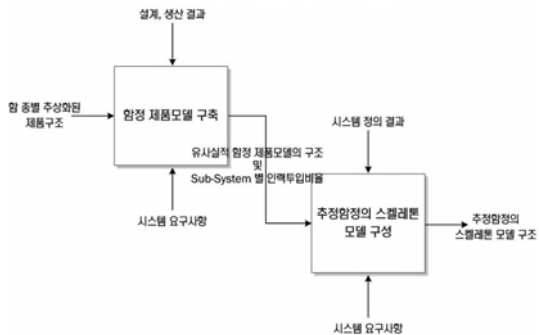 설계, 생산 결과
함 종별 추상화된
제품구조
함정 제품모델 구축
시스템 요구사항
유사실적 함정 제품모델의 구조
및
Sub-System 별 인력투입비율
시스템 정의 결과
추정함정의 스켈레톤
모델 구성
추정함정의
스켈레톤 모델 구조
시스템 요구사항